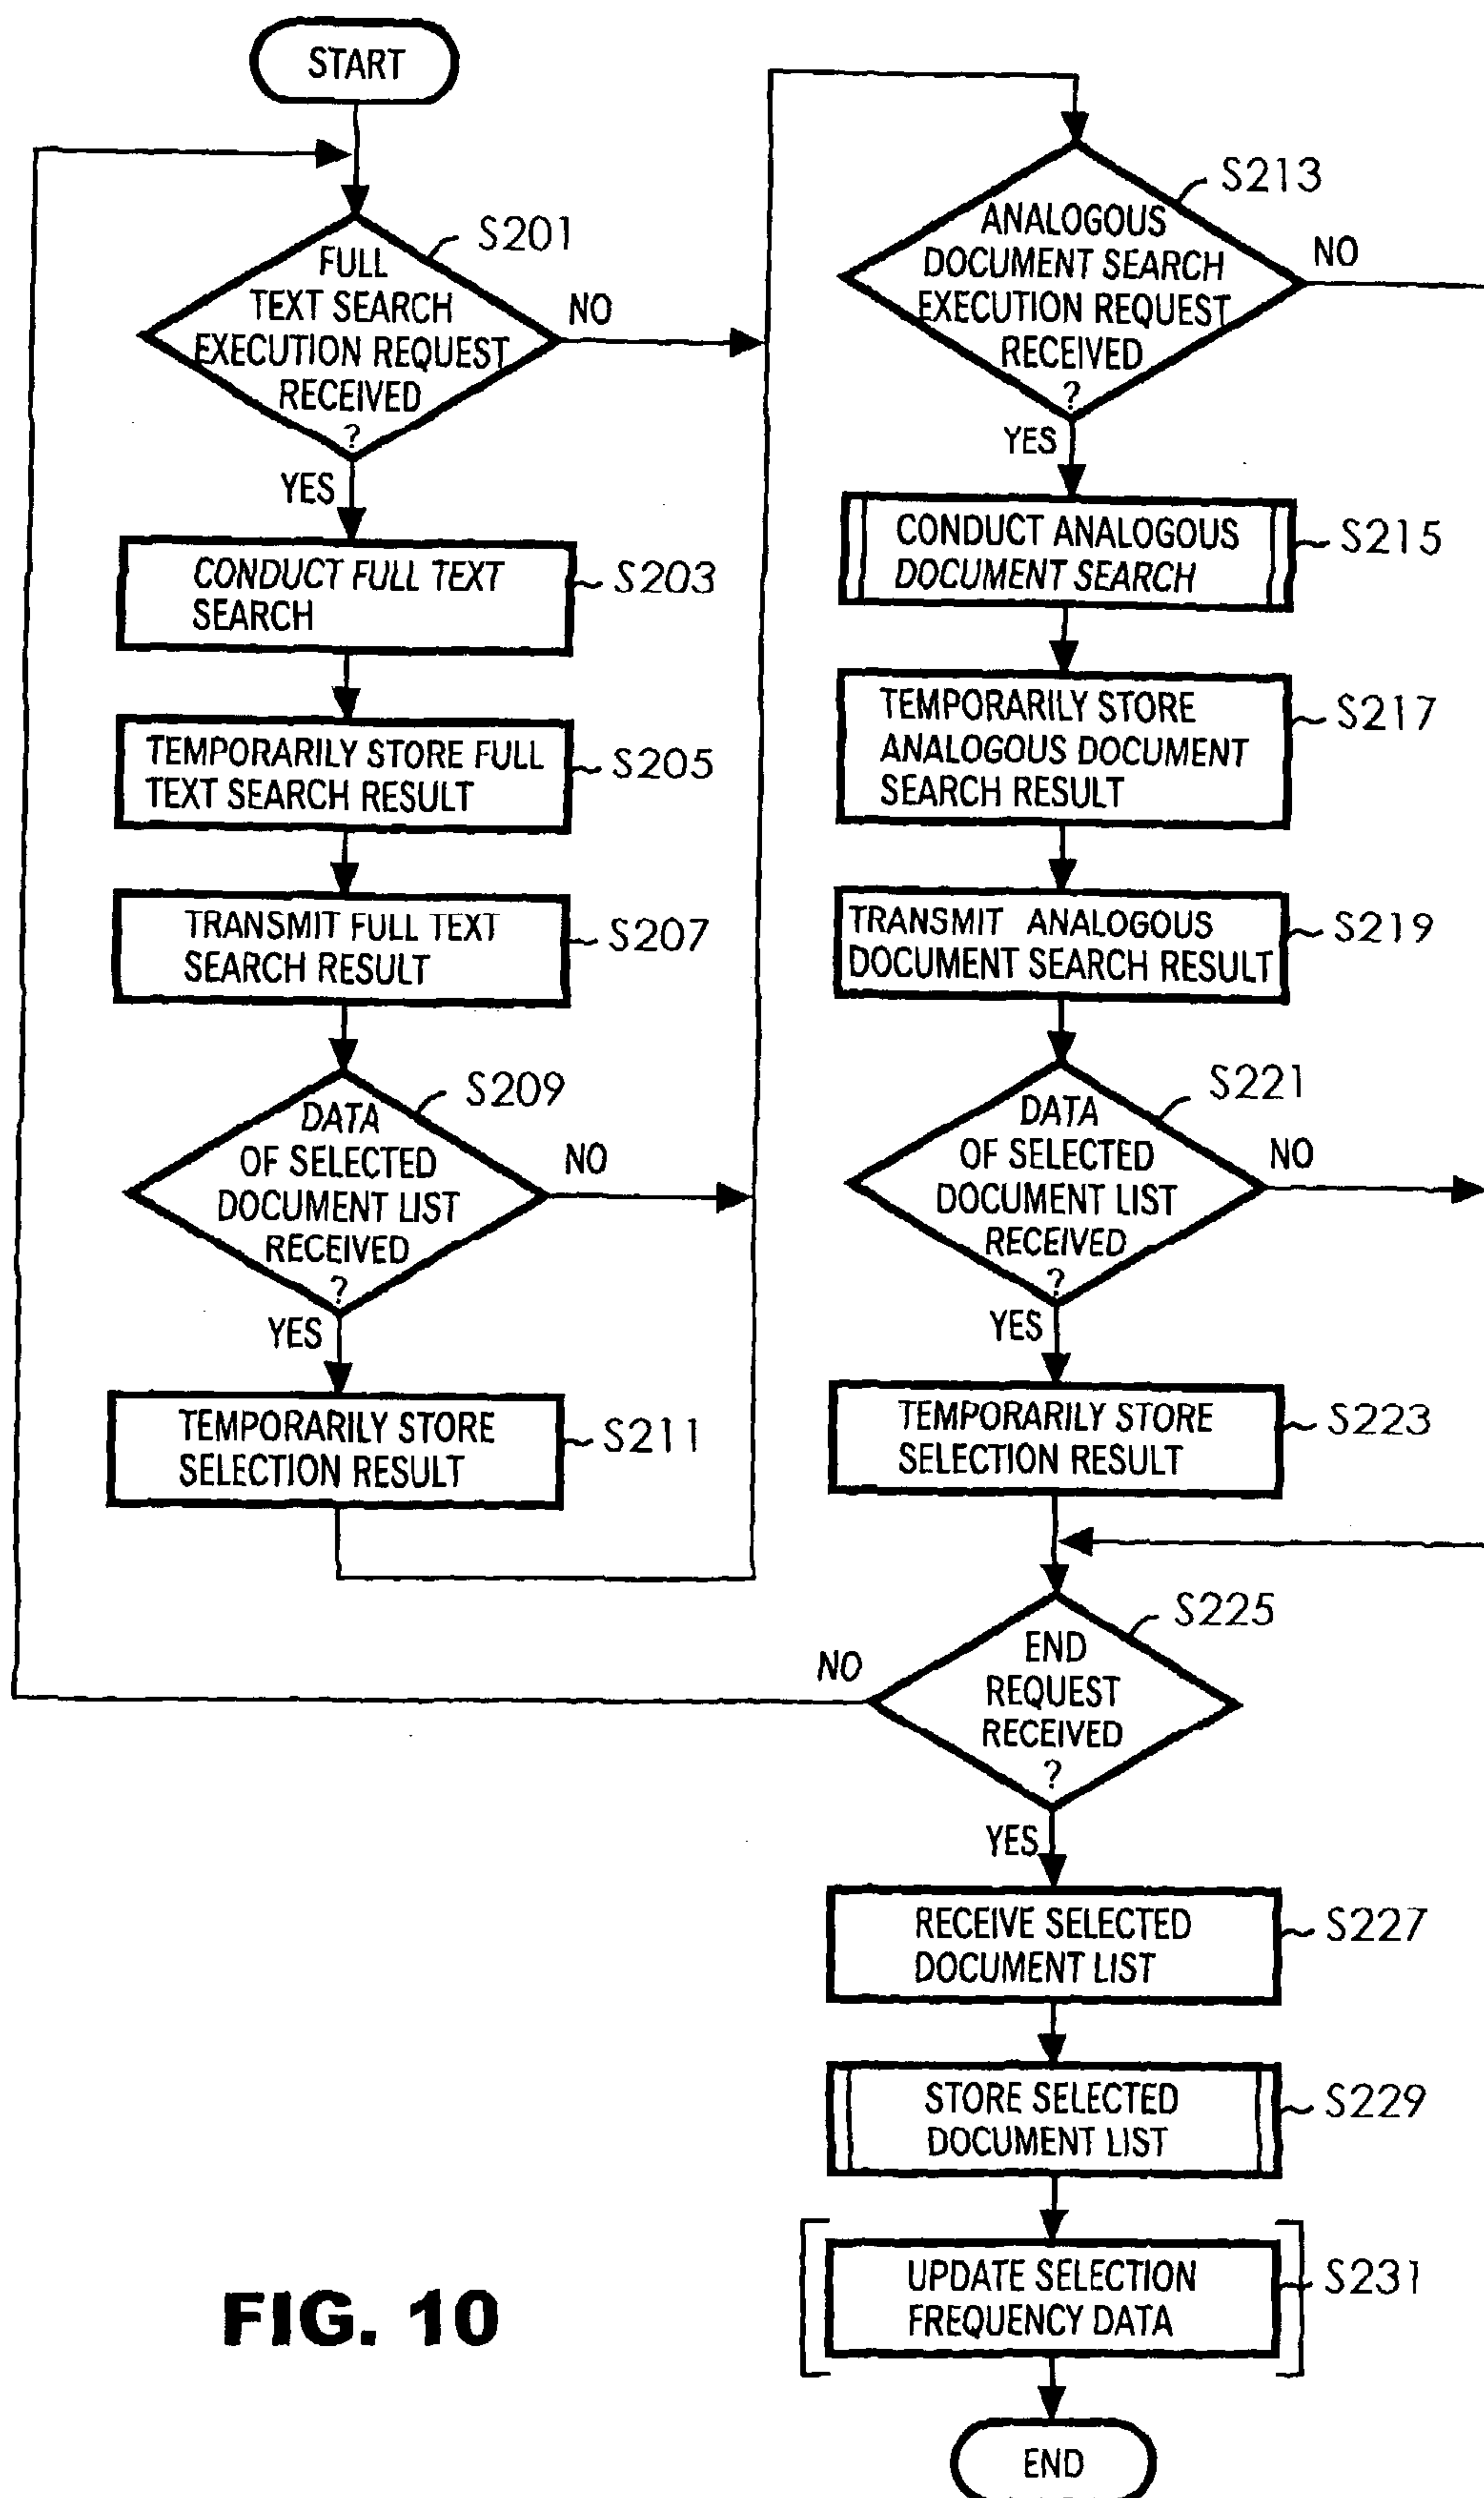 START
S201
FULL
TEXT SEARCH
EXECUTION REQUEST
RECEIVED
?
NO
YES
CONDUCT FULL TEXT
SEARCH
S203
TEMPORARILY STORE FULL
TEXT SEARCH RESULT
S205
TRANSMIT FULL TEXT
SEARCH RESULT
S207
S209
DATA
OF SELECTED
DOCUMENT LIST
RECEIVED
?
NO
YES
TEMPORARILY STORE
SELECTION RESULT
S211
S213
ANALOGOUS
DOCUMENT SEARCH
EXECUTION REQUEST
RECEIVED
?
NO
YES
CONDUCT ANALOGOUS
DOCUMENT SEARCH
S215
TEMPORARILY STORE
ANALOGOUS DOCUMENT
SEARCH RESULT
S217
TRANSMIT ANALOGOUS
DOCUMENT SEARCH RESULT
S219
S221
DATA
OF SELECTED
DOCUMENT LIST
RECEIVED
?
NO
YES
TEMPORARILY STORE
SELECTION RESULT
S223
S225
END
REQUEST
RECEIVED
?
NO
YES
RECEIVE SELECTED
DOCUMENT LIST
S227
STORE SELECTED
DOCUMENT LIST
S229
UPDATE SELECTION
FREQUENCY DATA
S231
END
FIG. 10